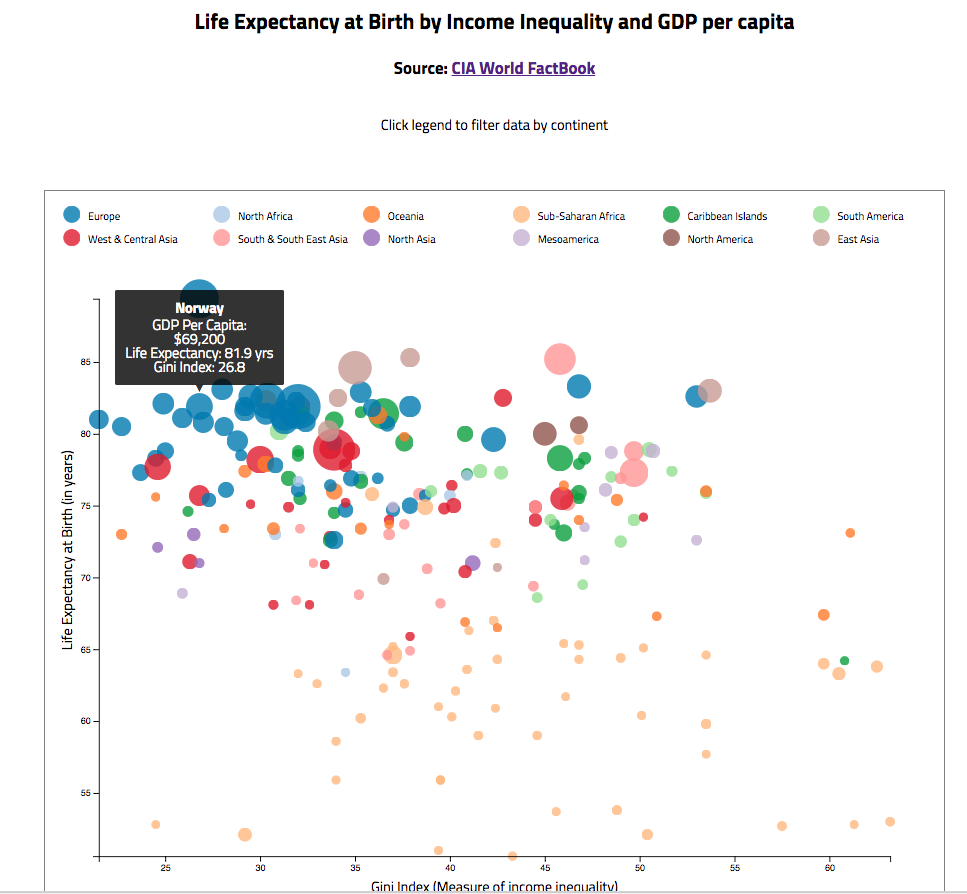 Life Expectancy at Birth by Income Inequality and GDP per capita
Source: CIA World FactBook
Click legend to filter data by continent
Europe
North Africa
Oceania
Sub-Saharan Africa
Caribbean Islands
South America
West & Central Asia
South & South East Asia
North Asia
Mesoamerica
North America
East Asia
Norway
GDP Per Capita:
$69,200
Life Expectancy: 81.9 yrs
Gini Index: 26.8
Life Expectancy at Birth (in years)
85
80
75
70
65
60
55
25 30 35 40 45 50 55 60
Gini Index (Measure of income inequality)